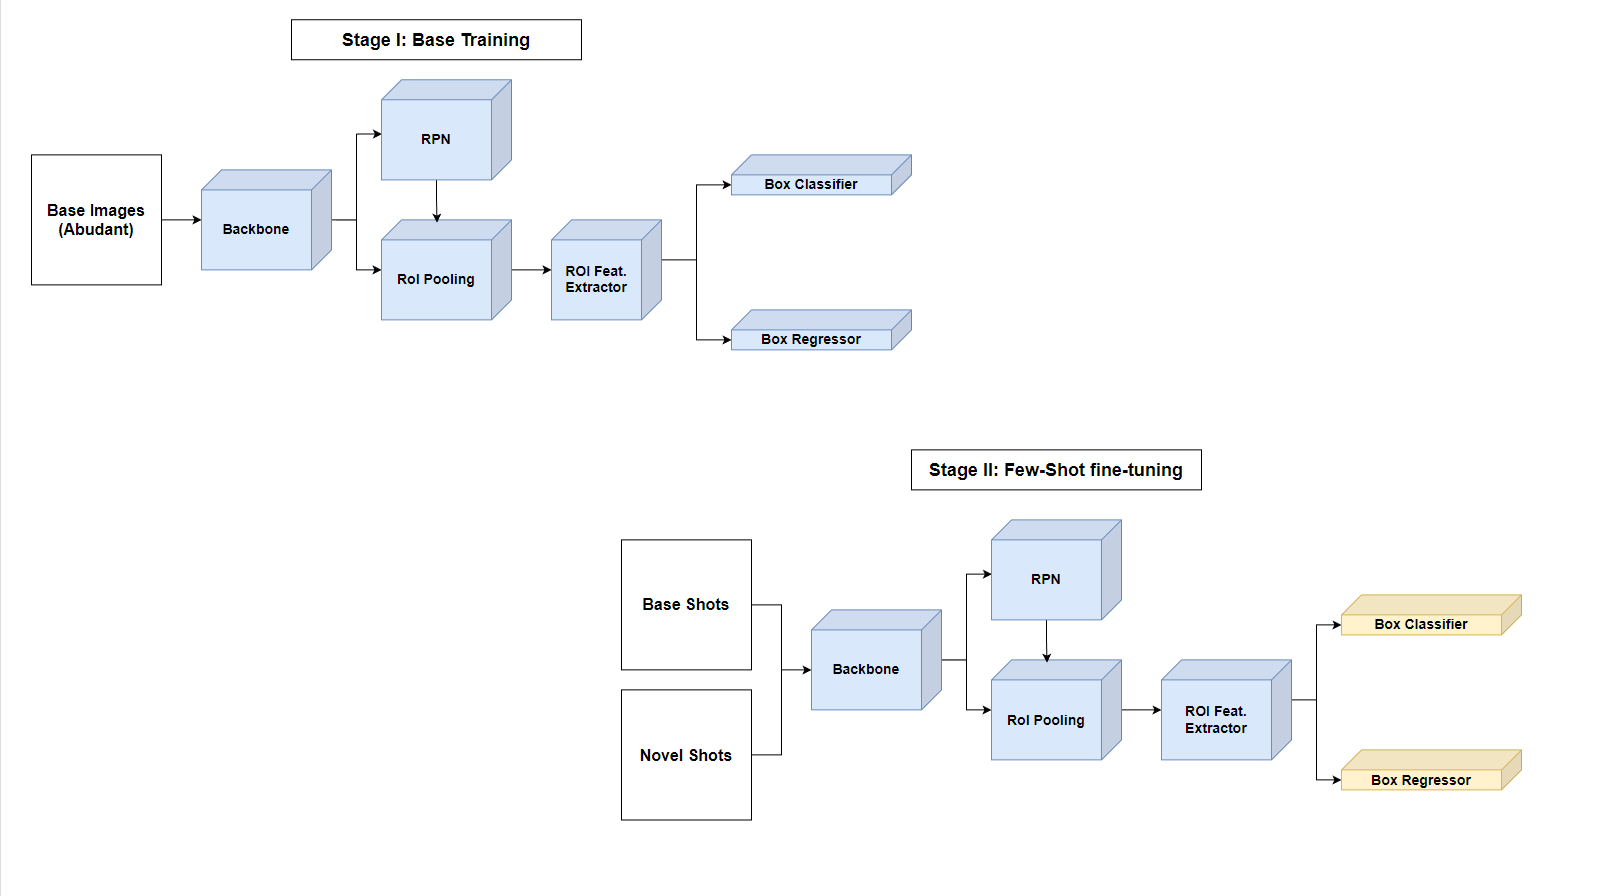 Stage I: Base Training
RPN
Base Images
(Abudant)
Backbone
Box Classifier
RoI Pooling
ROI Feat.
Extractor
Box Regressor
Stage II: Few-Shot fine-tuning
Base Shots
RPN
Backbone
Box Classifier
Novel Shots
RoI Pooling
ROI Feat.
Extractor
Box Regressor